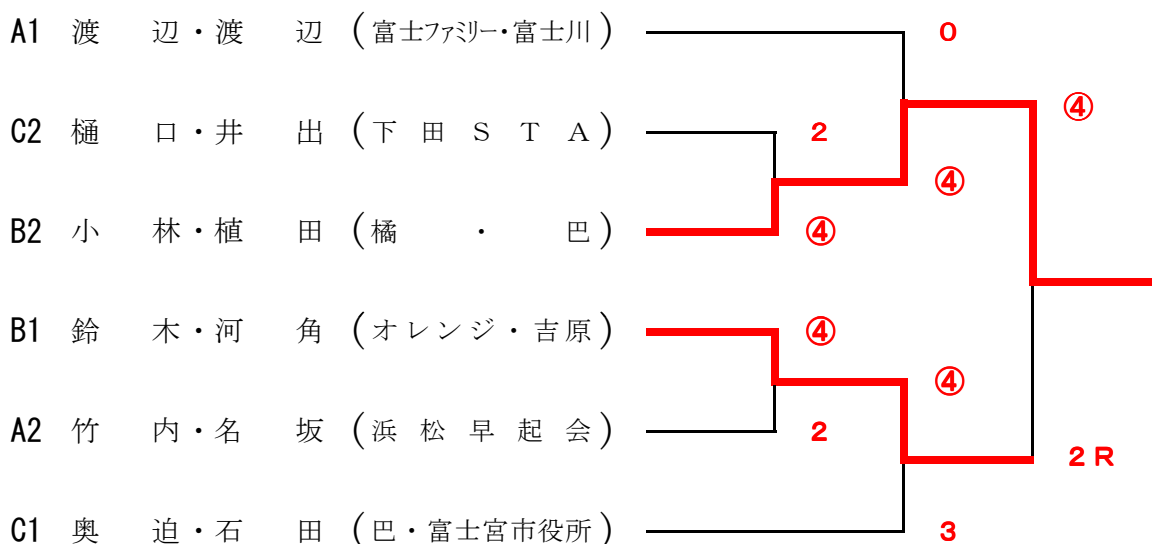 A1 渡 辺・渡 辺 (富士ファミリー・富士川) 0
④
C2 樋 口・井 出 (下 田 S T A) 2
④
B2 小 林・植 田 (橘 ・ 巴) ④
B1 鈴 木・河 角 (オレンジ・吉原) ④
④
A2 竹 内・名 坂 (浜 松 早 起 会) 2
2R
C1 奥 迫・石 田 (巴・富士宮市役所) 3